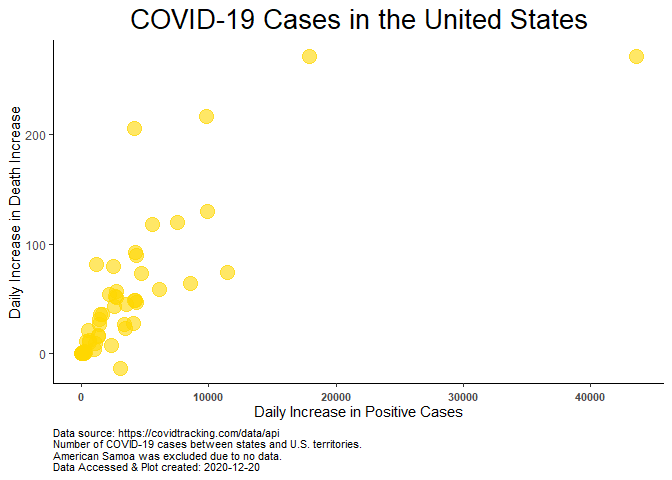 COVID-19 Cases in the United States
Daily Increase in Death Increase
200
100
0
0 10000 20000 30000 40000
Daily Increase in Positive Cases
Data source: https://covidtracking.com/data/api
Number of COVID-19 cases between states and U.S. territories.
American Samoa was excluded due to no data.
Data Accessed & Plot created: 2020-12-20